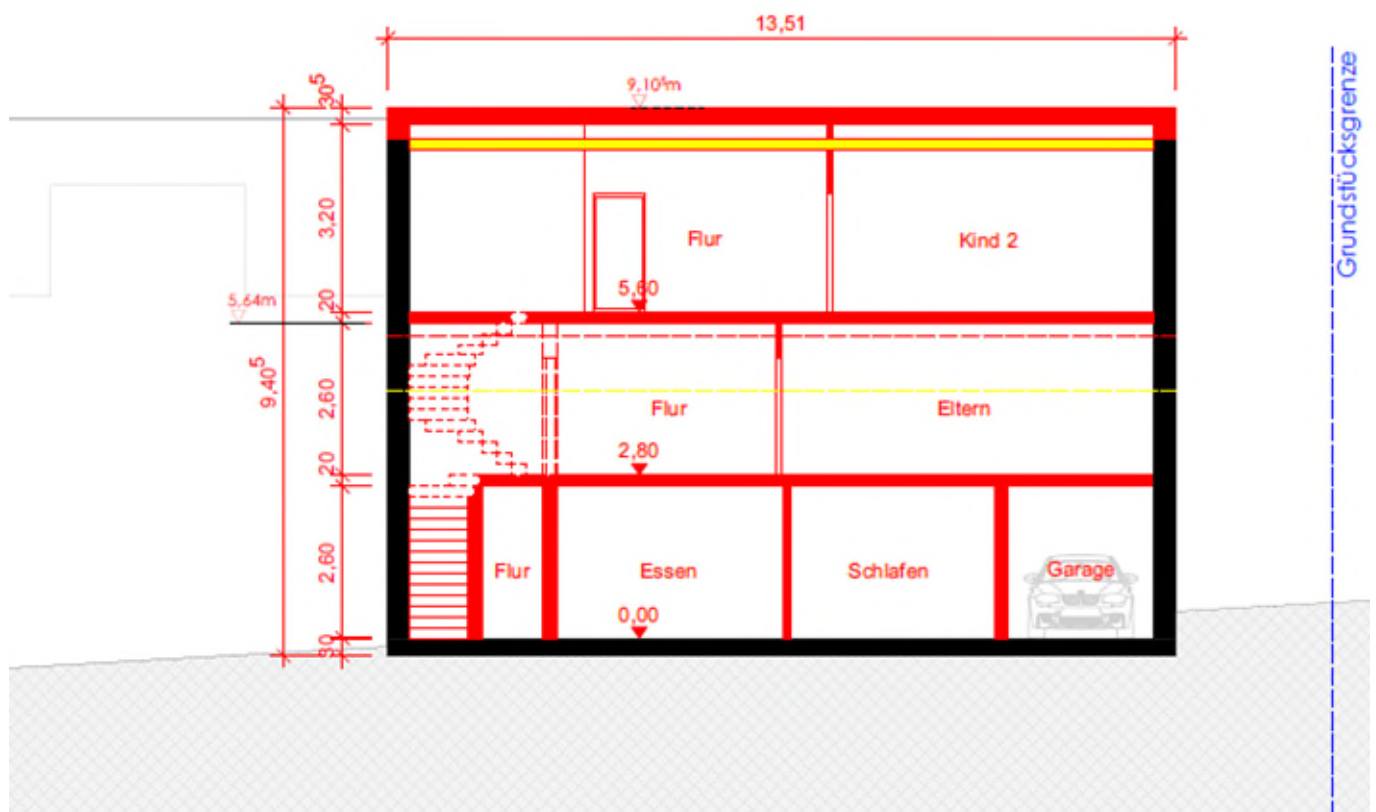 13,51
9,10⁵m
30⁵
3,20
20
2,60
20
2,60
30
9,40⁵
5,64m
Flur
Kind 2
5,60
Flur
Eltern
2,80
Flur
Essen
Schlafen
Garage
0,00
Grundstücksgrenze